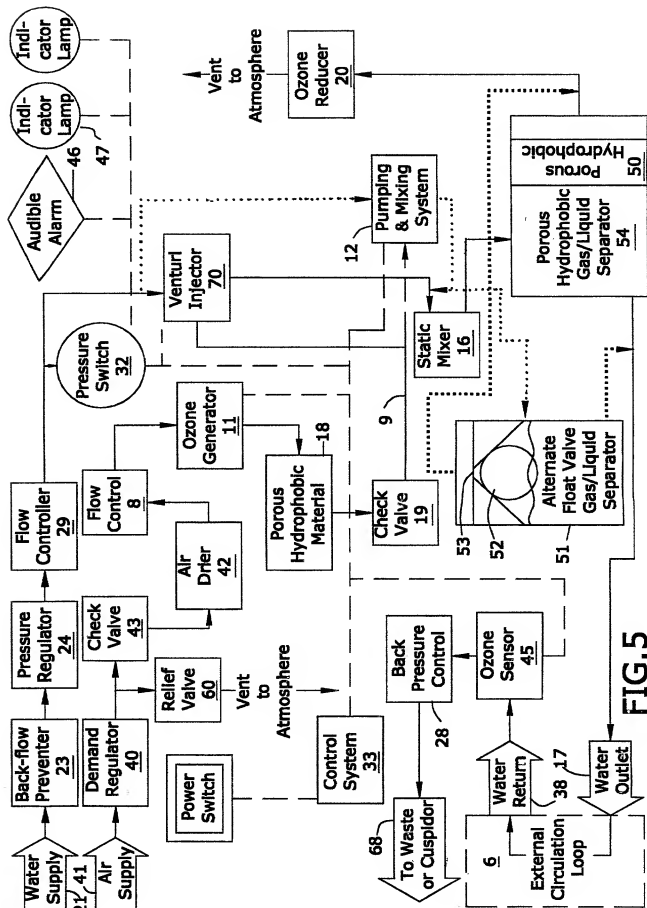 Water
Supply
21
41
Air
Supply
Back-flow
Preventer
23
Demand
Regulator
40
Pressure
Regulator
24
Check
Valve
43
Relief
Valve
60
Vent
to
Atmosphere
Flow
Controller
29
Flow
Control
8
Air
Drier
42
Pressure
Switch
32
Ozone
Generator
11
Porous
Hydrophobic
Material
18
Check
Valve
19
9
Venturi
Injector
70
Audible
Alarm
46
Indi-
cator
Lamp
47
Indi-
cator
Lamp
Pumping
& Mixing
System
12
Static
Mixer
16
Vent
to
Atmosphere
Ozone
Reducer
20
Porous
Hydrophobic
50
Porous
Hydrophobic
Gas/Liquid
Separator
54
53
52
Alternate
Float Valve
Gas/Liquid
Separator
51
Power
Switch
Control
System
33
Back
Pressure
Control
28
Ozone
Sensor
45
68
To Waste
or Cuspidor
Water
Return
38
17
Water
Outlet
6
External
Circulation
Loop
FIG.5